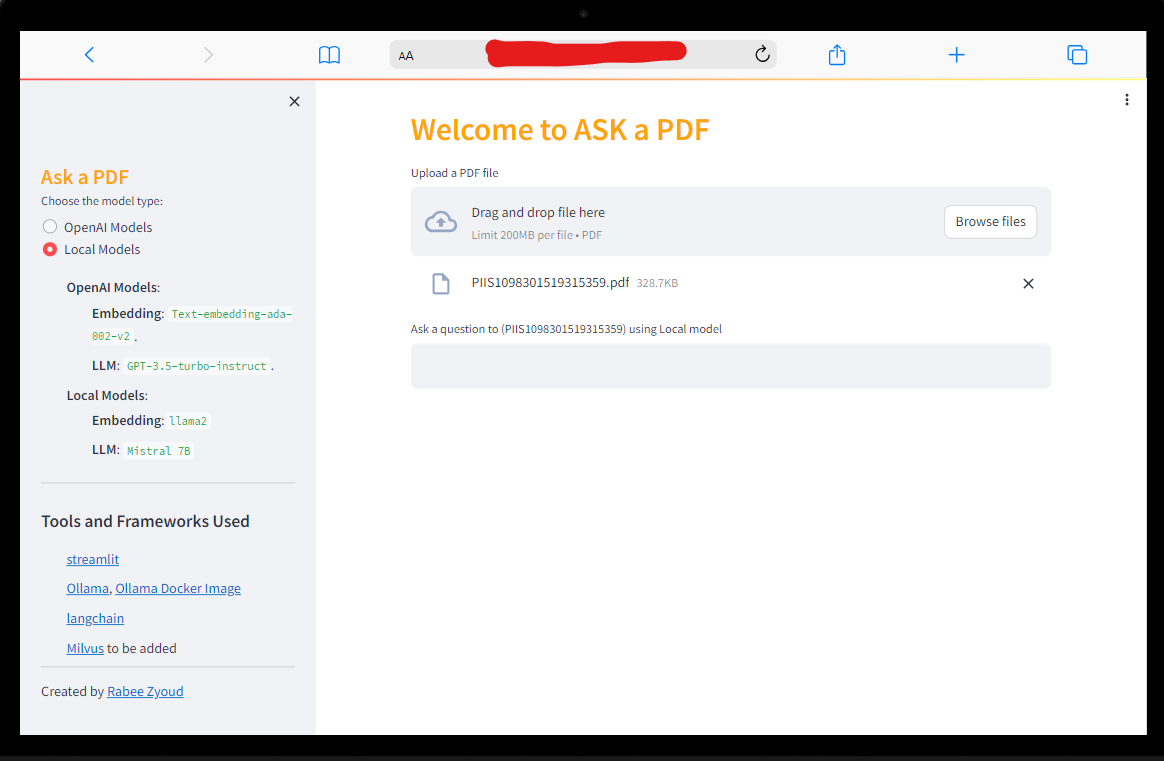 AA
Ask a PDF
Choose the model type:
OpenAI Models
Local Models
OpenAI Models:
Embedding: Text-embedding-ada-
002-v2 .
LLM: GPT-3.5-turbo-instruct .
Local Models:
Embedding: llama2
LLM: Mistral 7B
Tools and Frameworks Used
streamlit
Ollama, Ollama Docker Image
langchain
Milvus to be added
Created by Rabee Zyoud
Welcome to ASK a PDF
Upload a PDF file
Drag and drop file here
Limit 200MB per file • PDF
Browse files
PIIS1098301519315359.pdf 328.7KB
Ask a question to (PIIS1098301519315359) using Local model